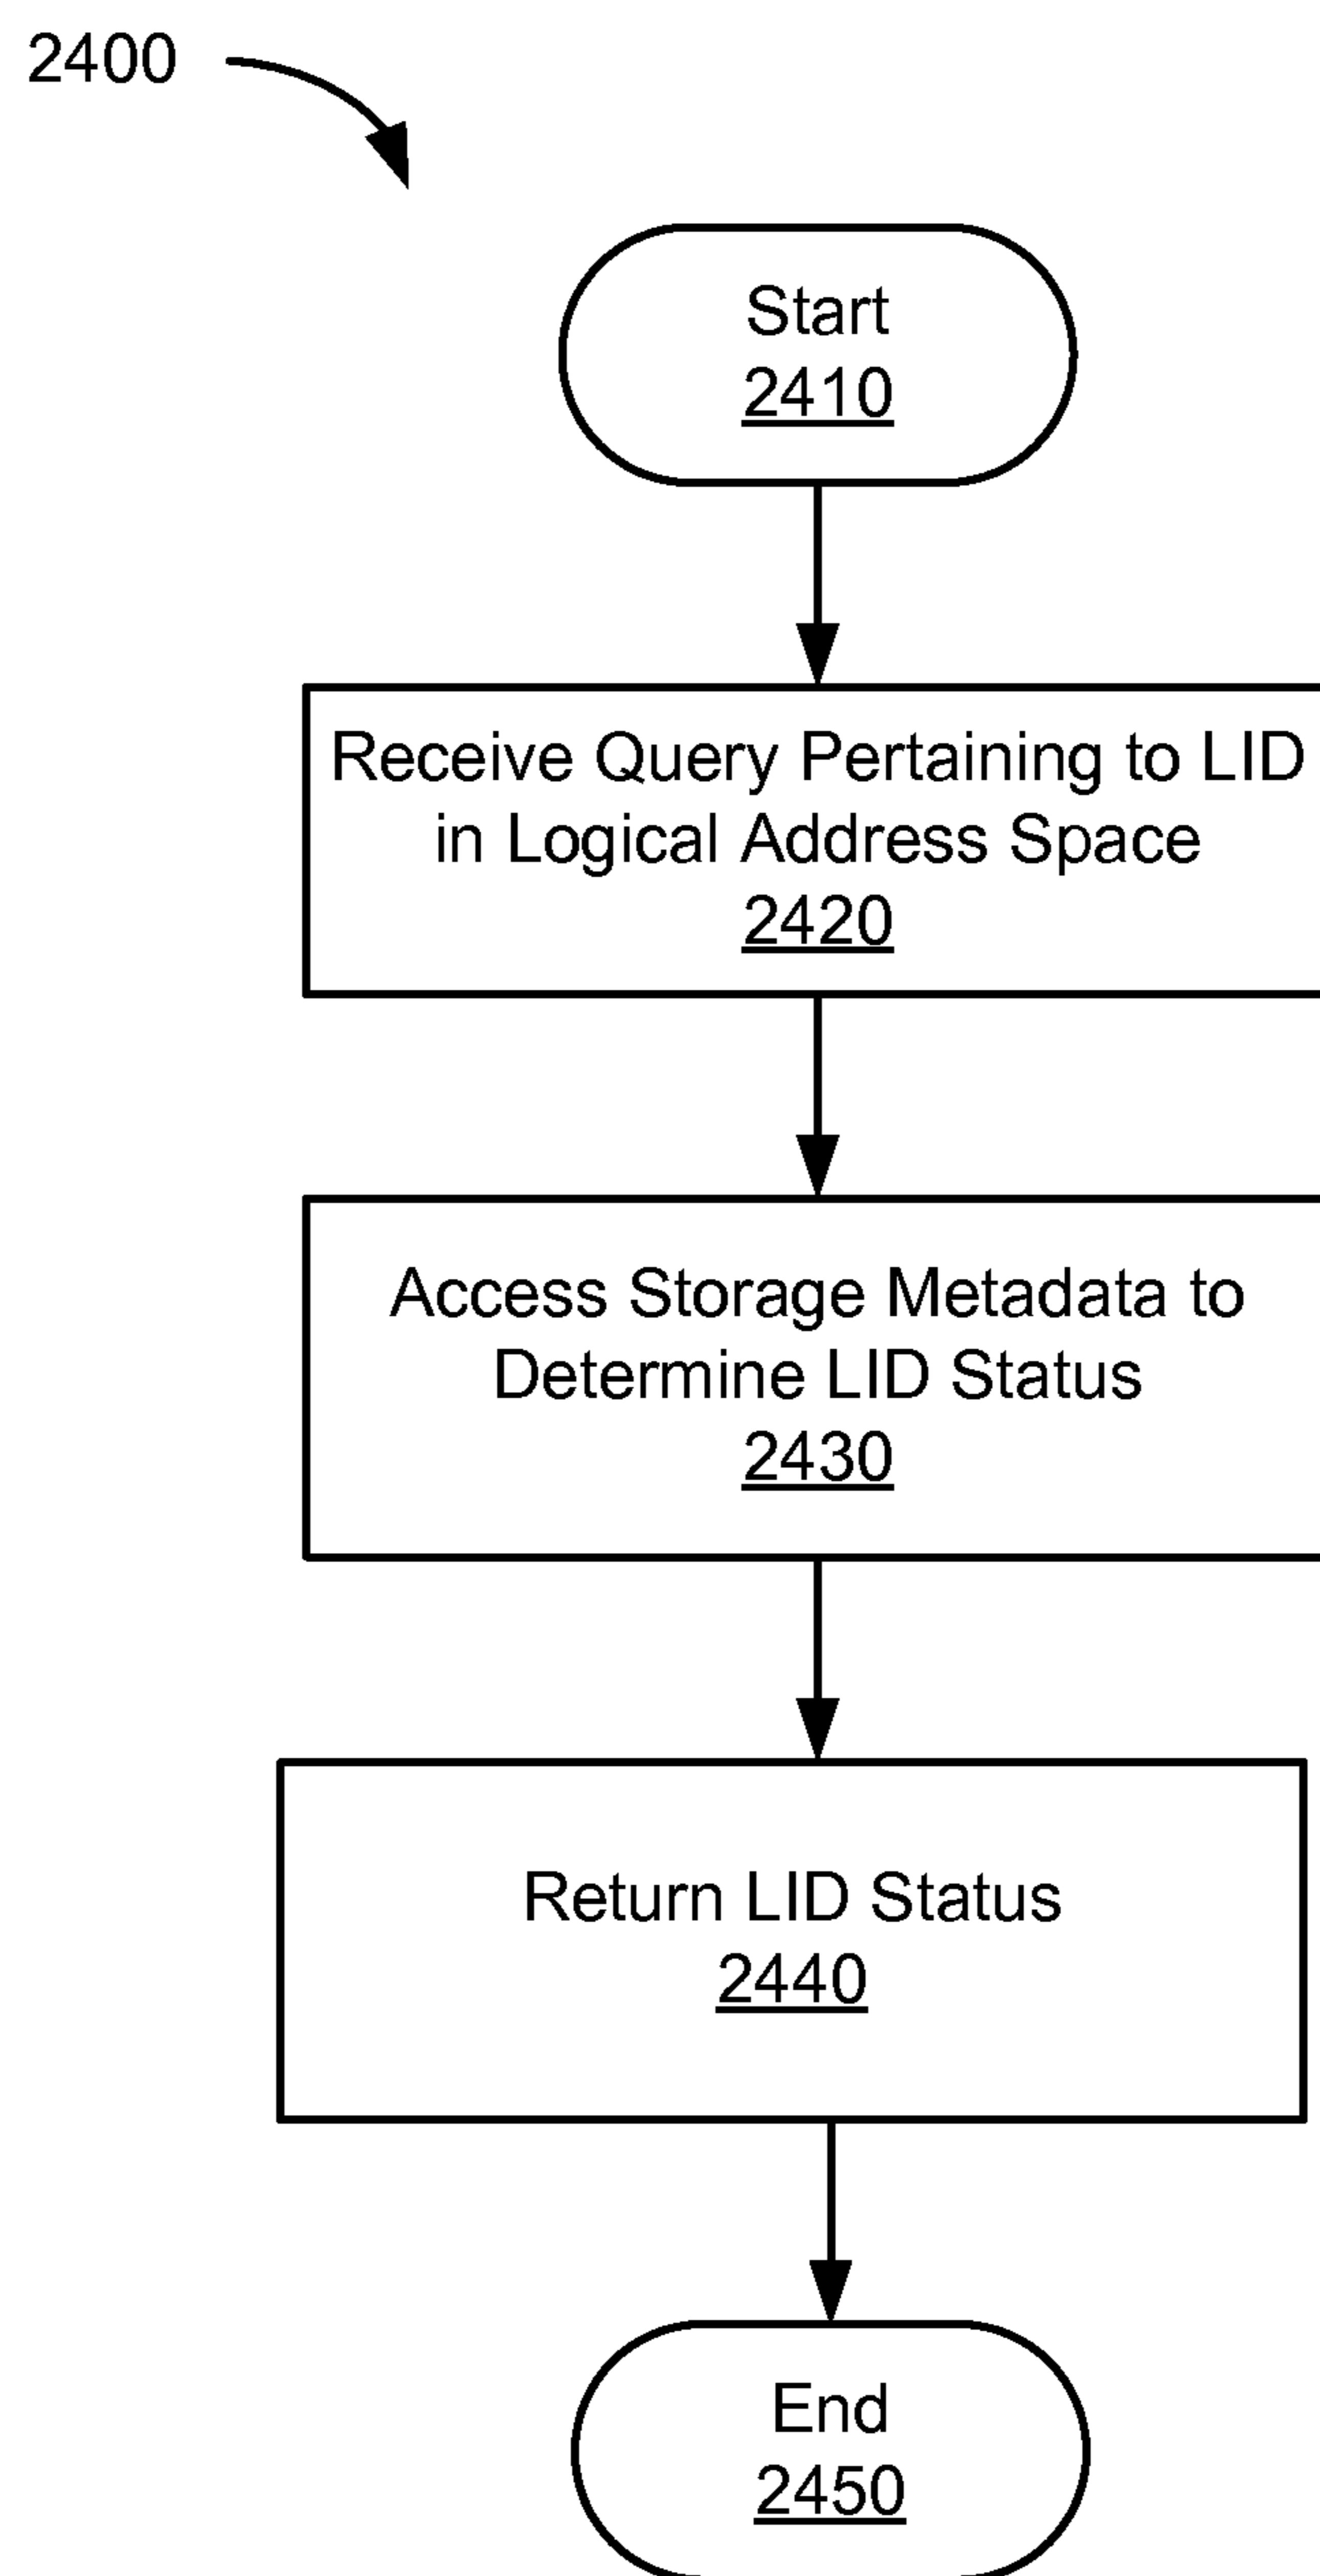 2400
Start
2410
Receive Query Pertaining to LID
in Logical Address Space
2420
Access Storage Metadata to
Determine LID Status
2430
Return LID Status
2440
End
2450